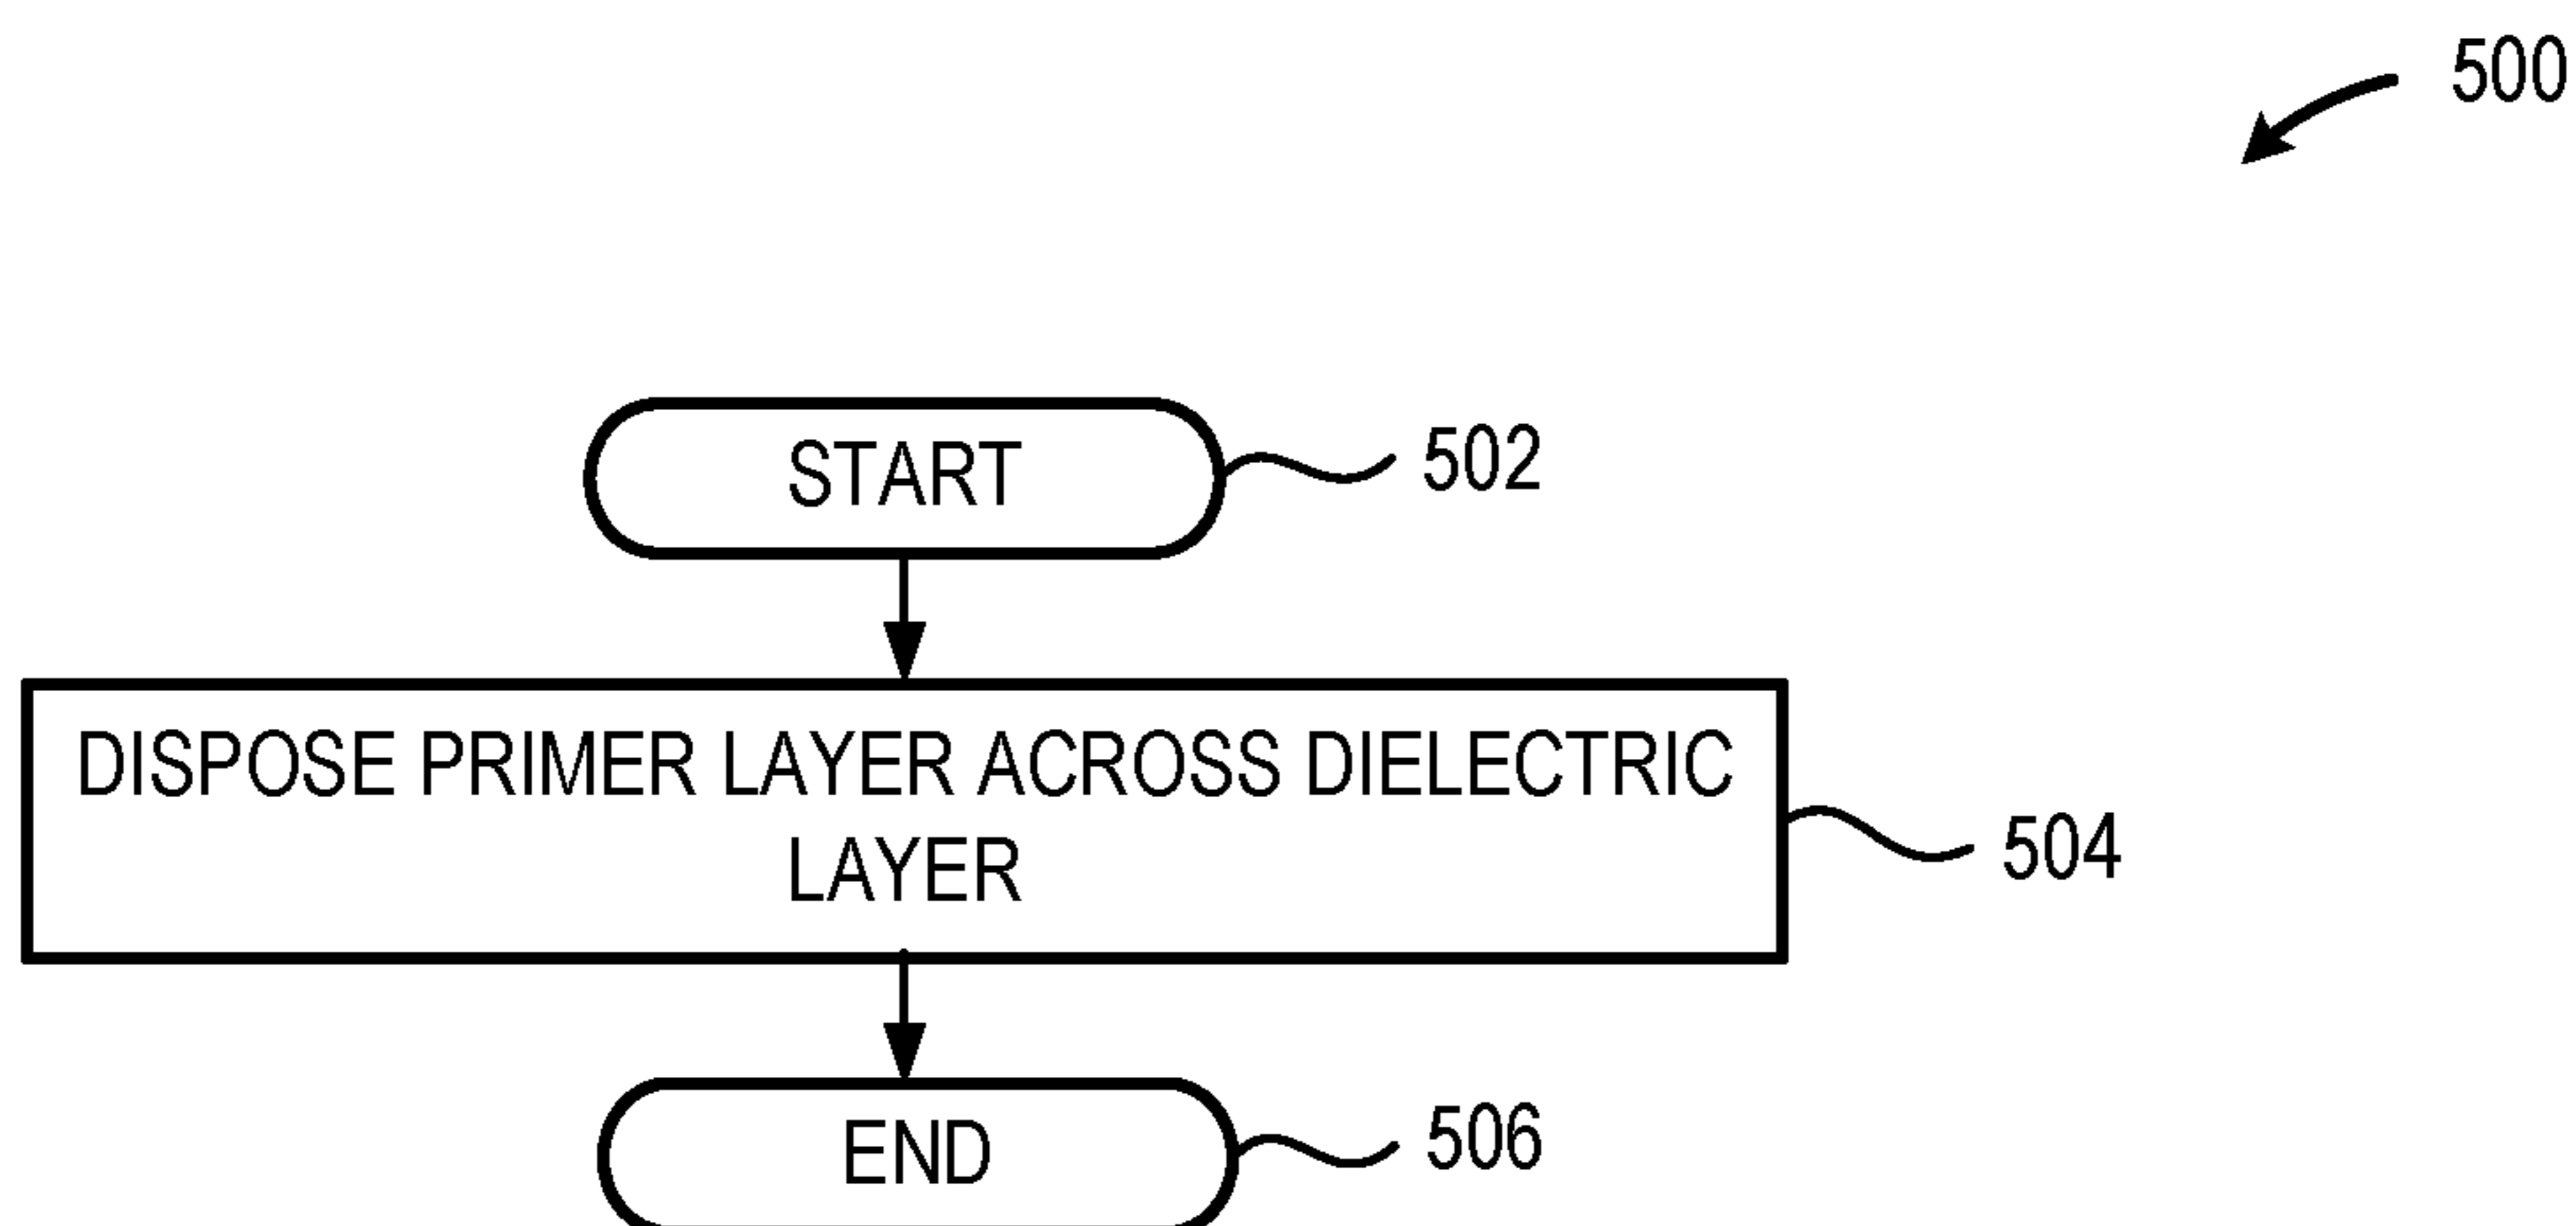 500
START
502
DISPOSE PRIMER LAYER ACROSS DIELECTRIC
LAYER
504
END
506